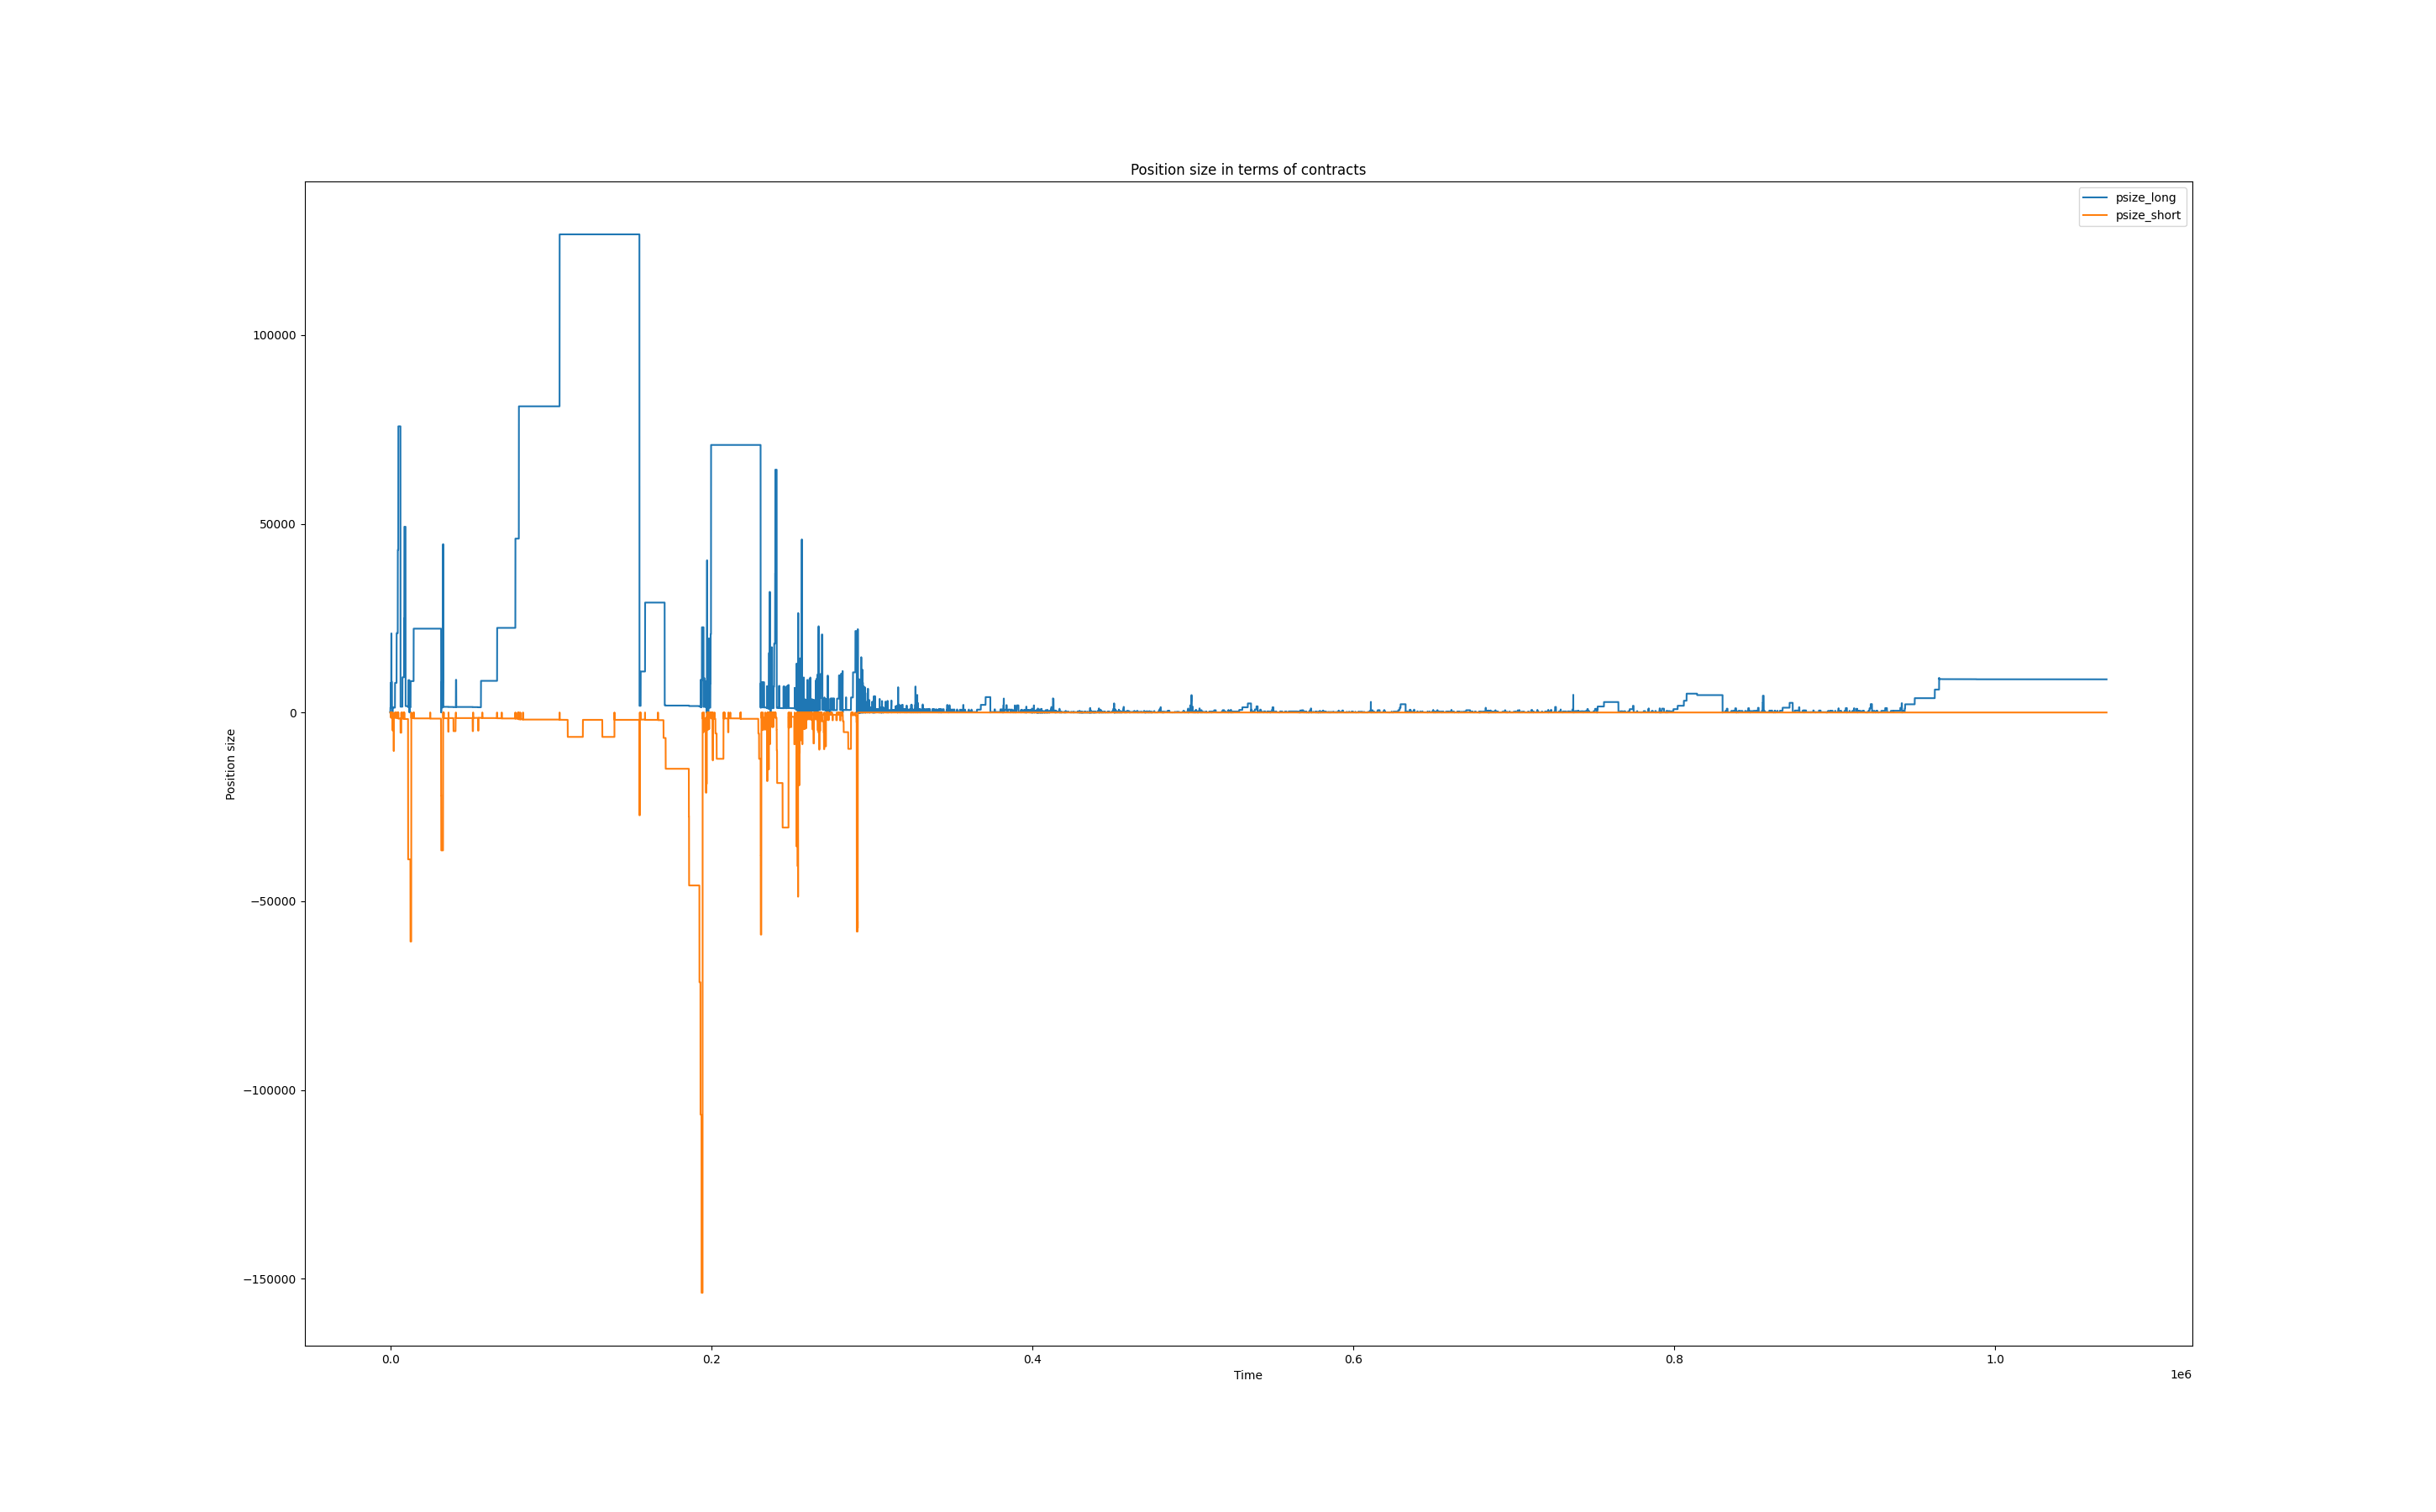 Position size in terms of contracts
psize_long
psize_short
Position size
100000
50000
0
−50000
−100000
−150000
0.0
0.2
0.4
0.6
0.8
1.0
1e6
Time